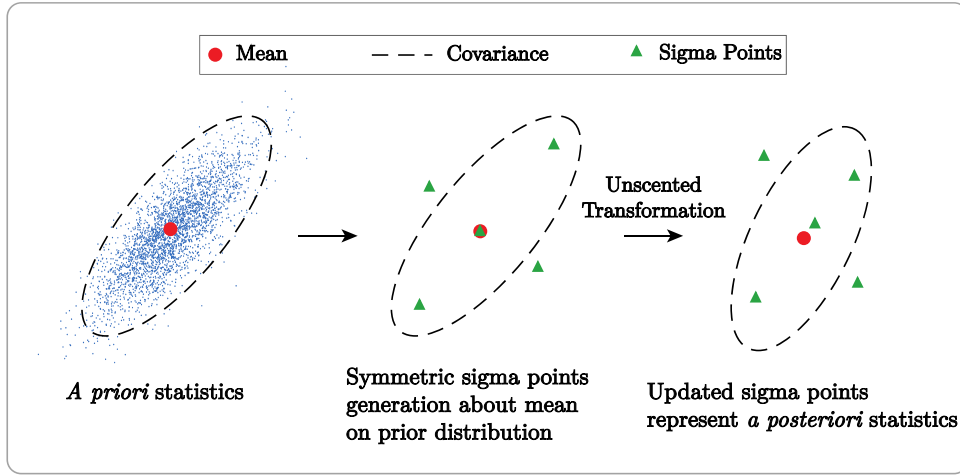 Mean
Covariance
Sigma Points
Unscented
Transformation
A priori statistics
Symmetric sigma points
generation about mean
on prior distribution
Updated sigma points
represent a posteriori statistics